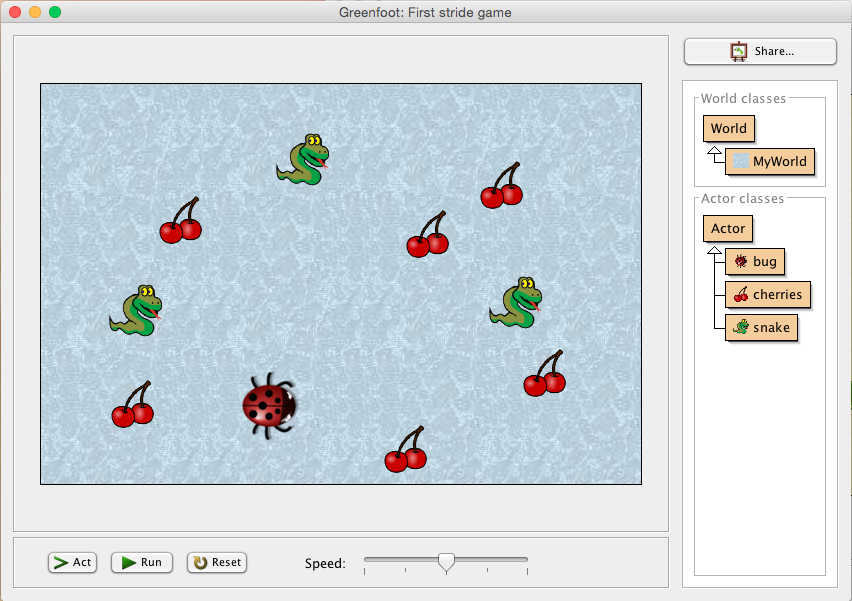 Greenfoot: First stride game
Share...
World classes
World
MyWorld
Actor classes
Actor
bug
cherries
snake
Act
Run
Reset
Speed: